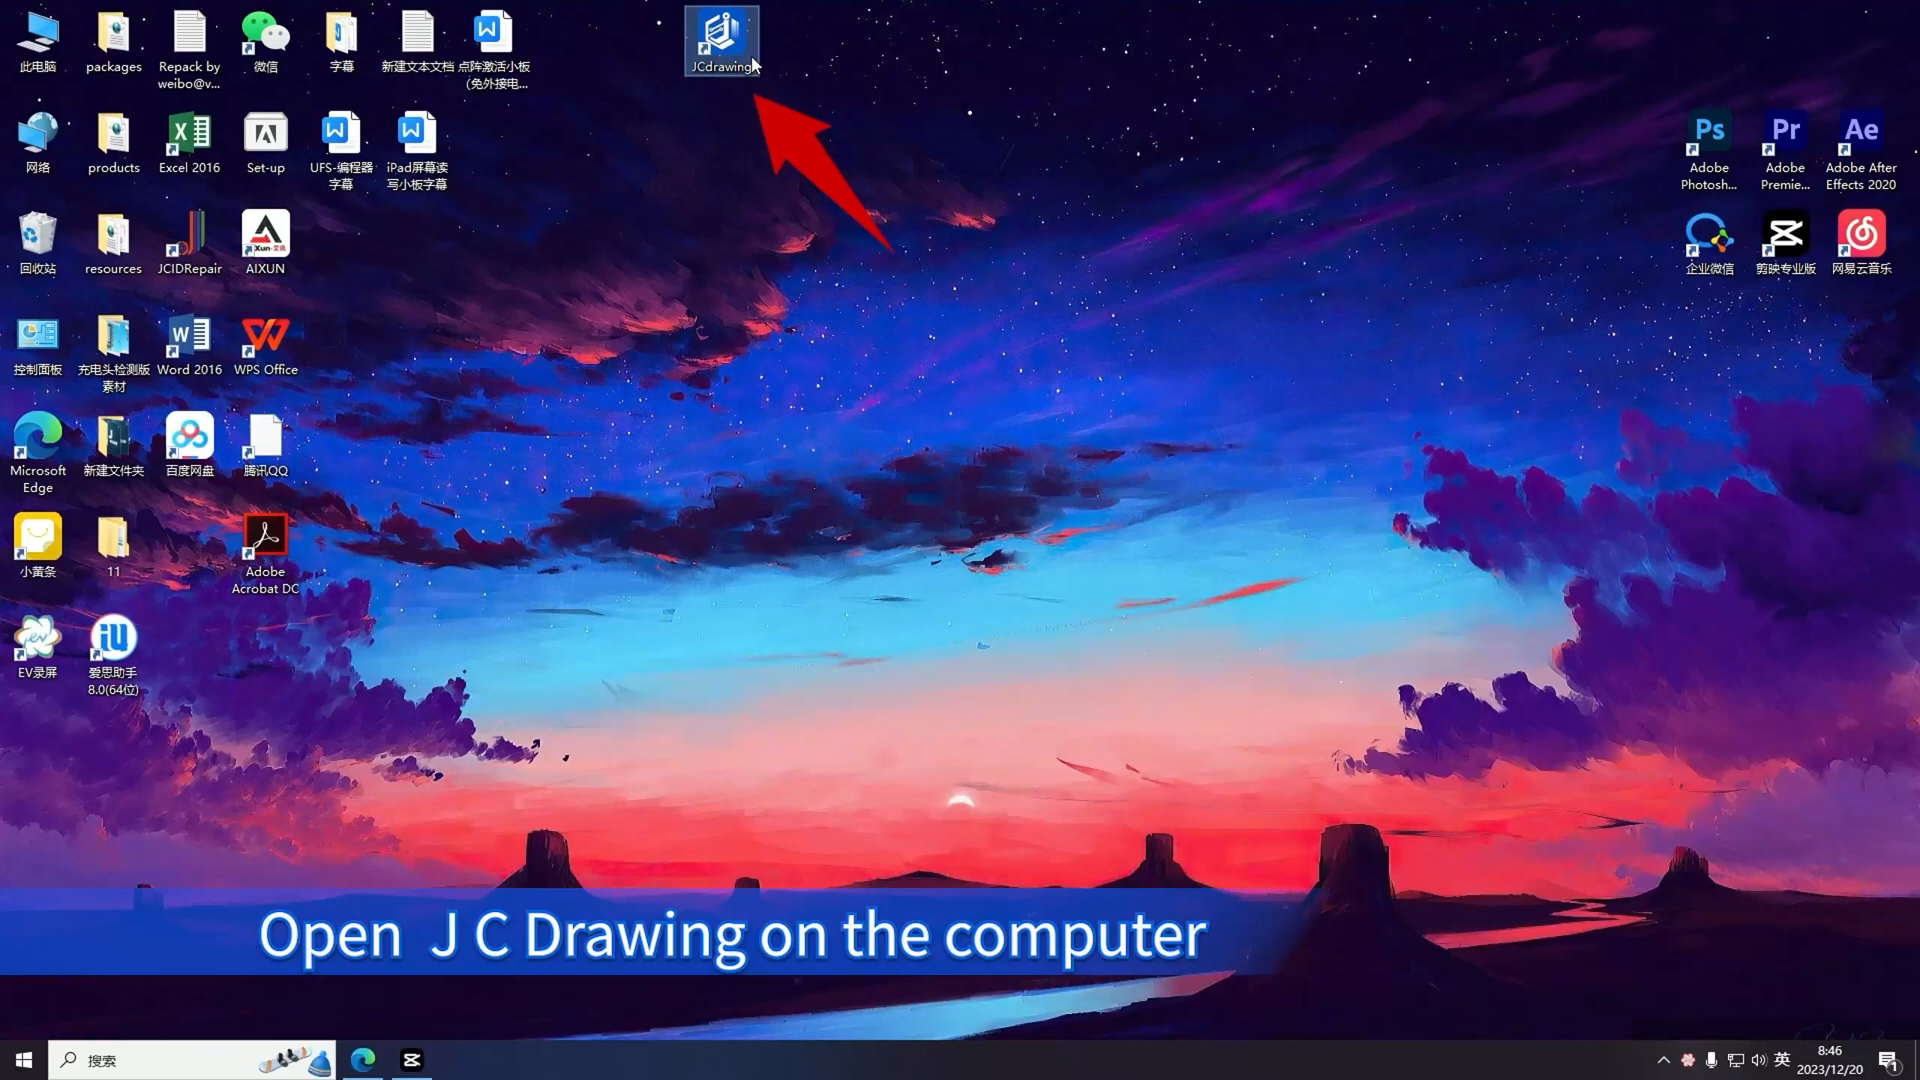 此电脑
packages
Repack by
weibo@v...
微信
字幕
新建文本文档
点阵激活小板
(免外接电...
JCdrawing
网络
products
Excel 2016
Set-up
UFS-编程器
字幕
iPad屏幕读
写小板字幕
Ps
Adobe
Photosh...
Pr
Adobe
Premie...
Ae
Adobe After
Effects 2020
回收站
resources
JCIDRepair
AIXUN
企业微信
剪映专业版
网易云音乐
控制面板
充电头检测版
素材
Word 2016
WPS Office
Microsoft
Edge
新建文件夹
百度网盘
腾讯QQ
小黄条
11
Adobe
Acrobat DC
EV录屏
爱思助手
8.0(64位)
Open J C Drawing on the computer
搜索
英
8:46
2023/12/20
1